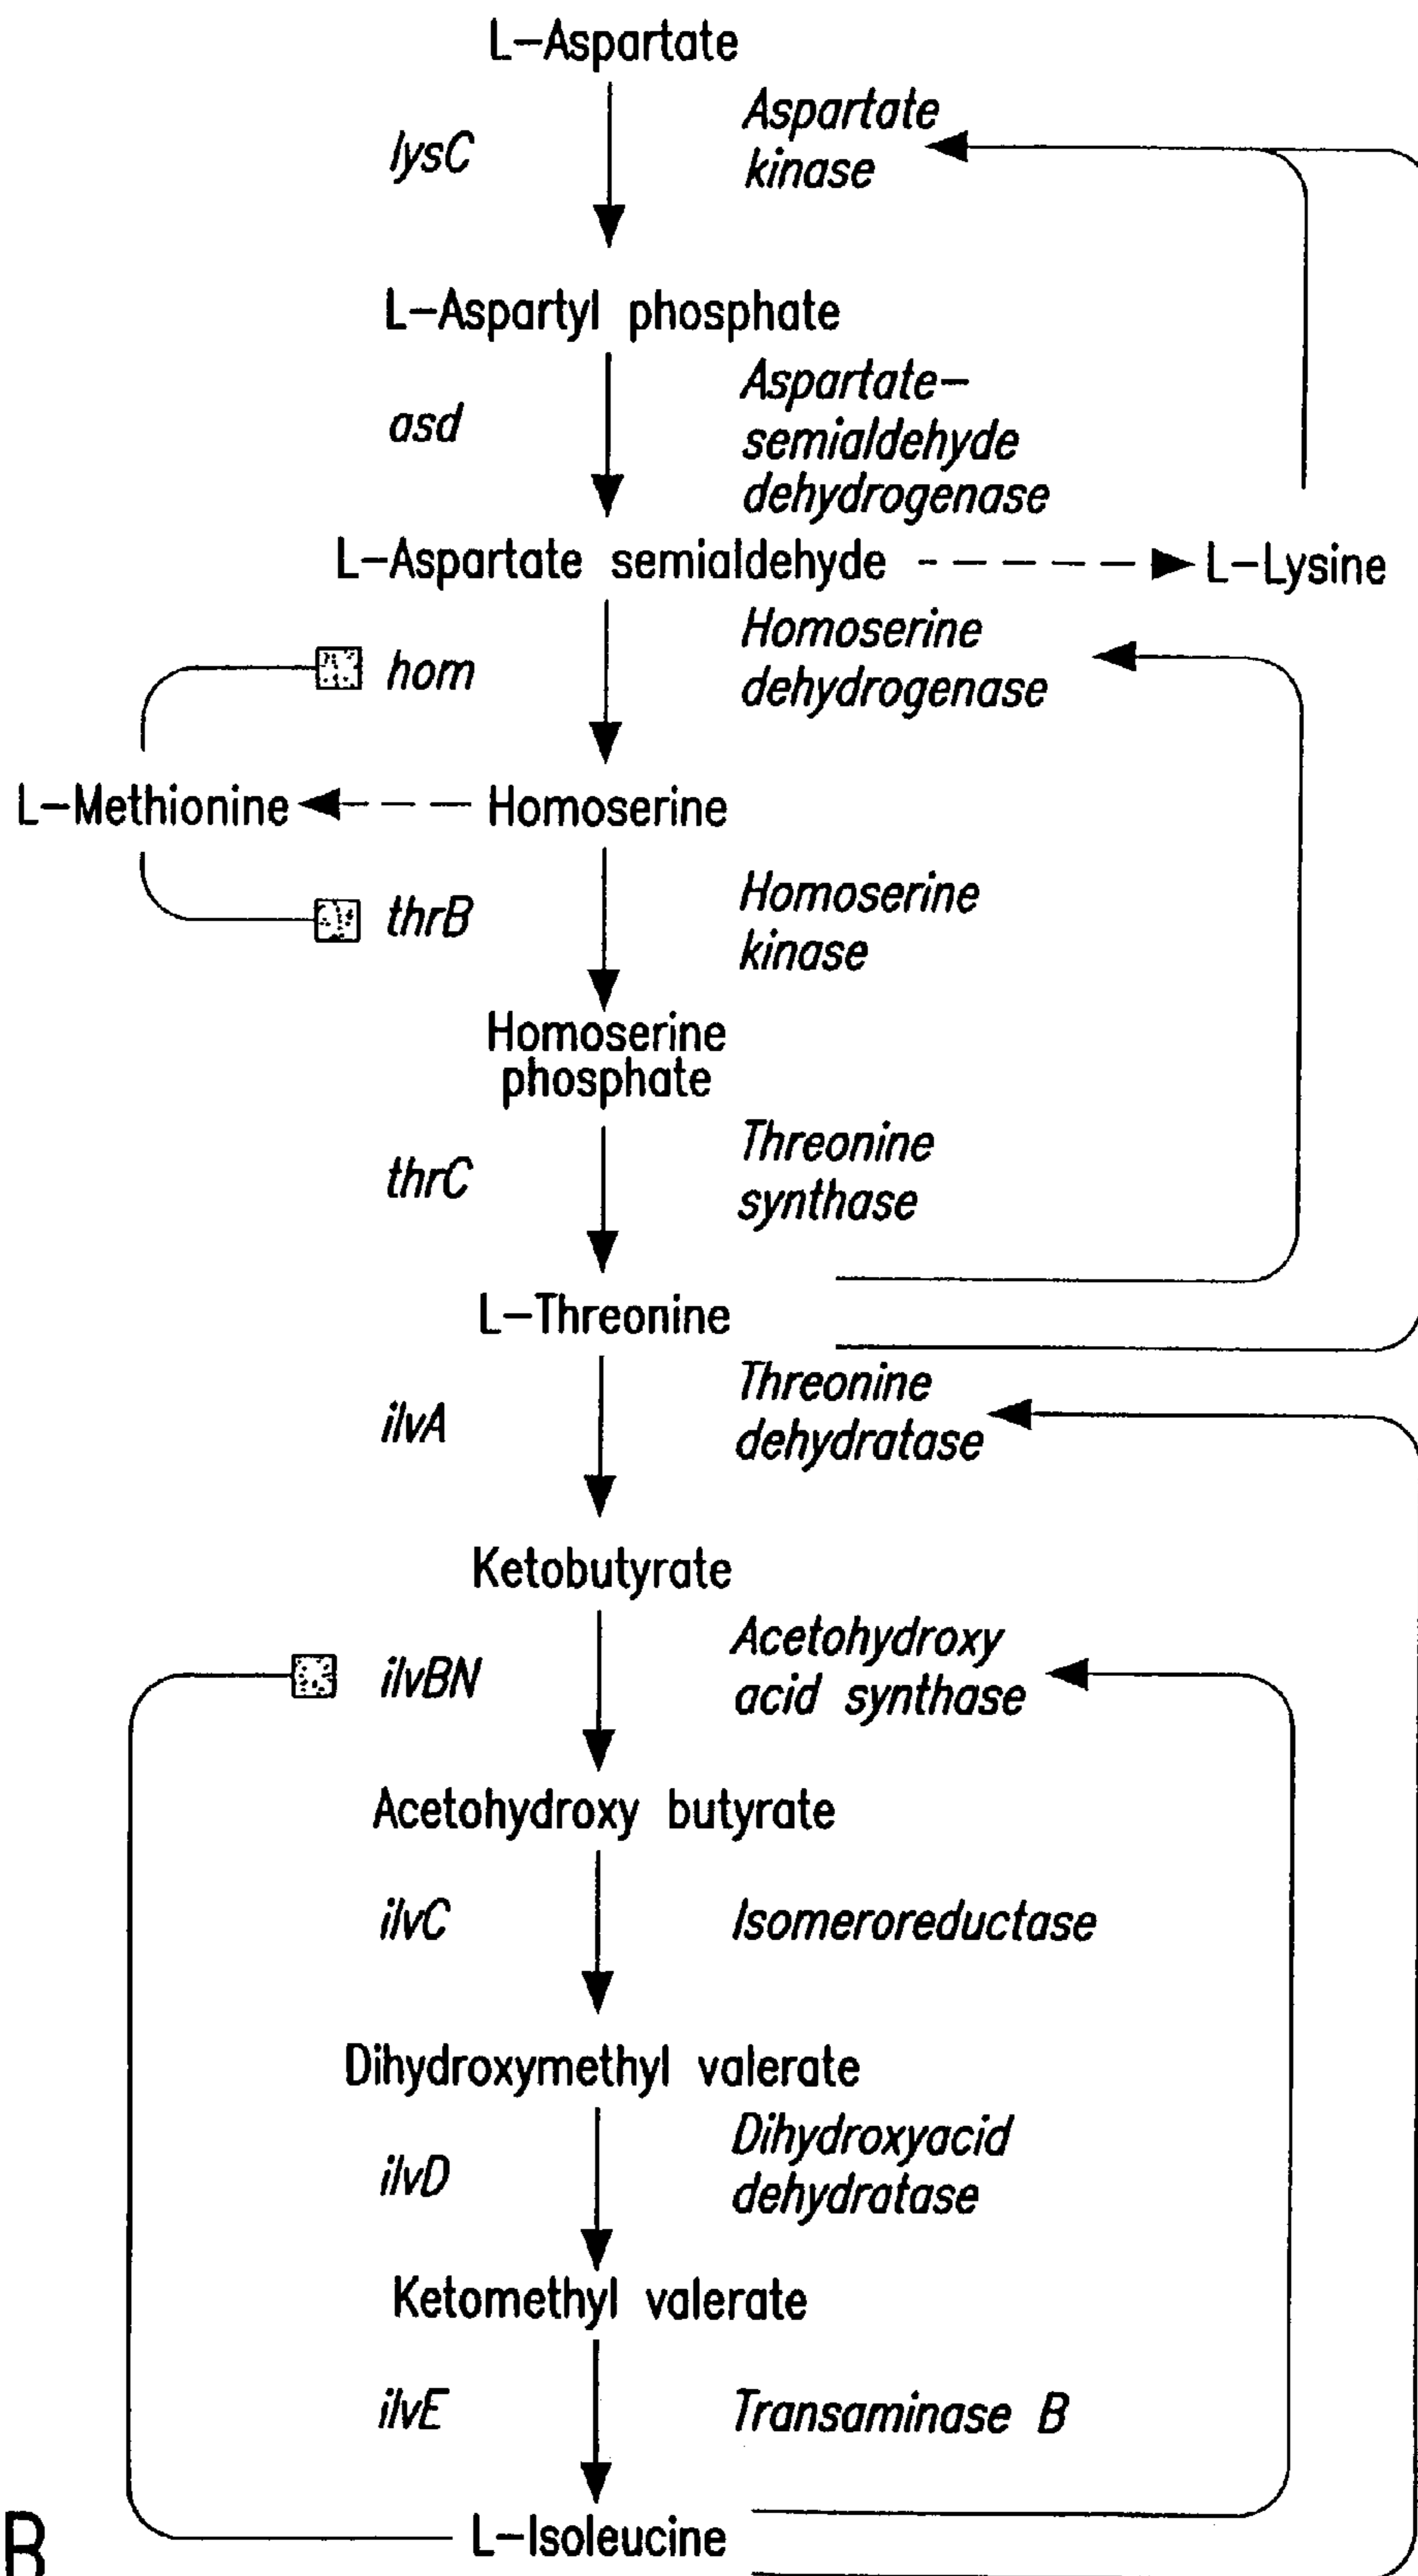 L-Aspartate
lysC
Aspartate
kinase
L-Aspartyl phosphate
asd
Aspartate-
semialdehyde
dehydrogenase
L-Aspartate semialdehyde
L-Lysine
hom
Homoserine
dehydrogenase
L-Methionine
Homoserine
thrB
Homoserine
kinase
Homoserine
phosphate
thrC
Threonine
synthase
L-Threonine
ilvA
Threonine
dehydratase
Ketobutyrate
ilvBN
Acetohydroxy
acid synthase
Acetohydroxy butyrate
ilvC
Isomeroreductase
Dihydroxymethyl valerate
ilvD
Dihydroxyacid
dehydratase
Ketomethyl valerate
ilvE
Transaminase B
L-Isoleucine
B